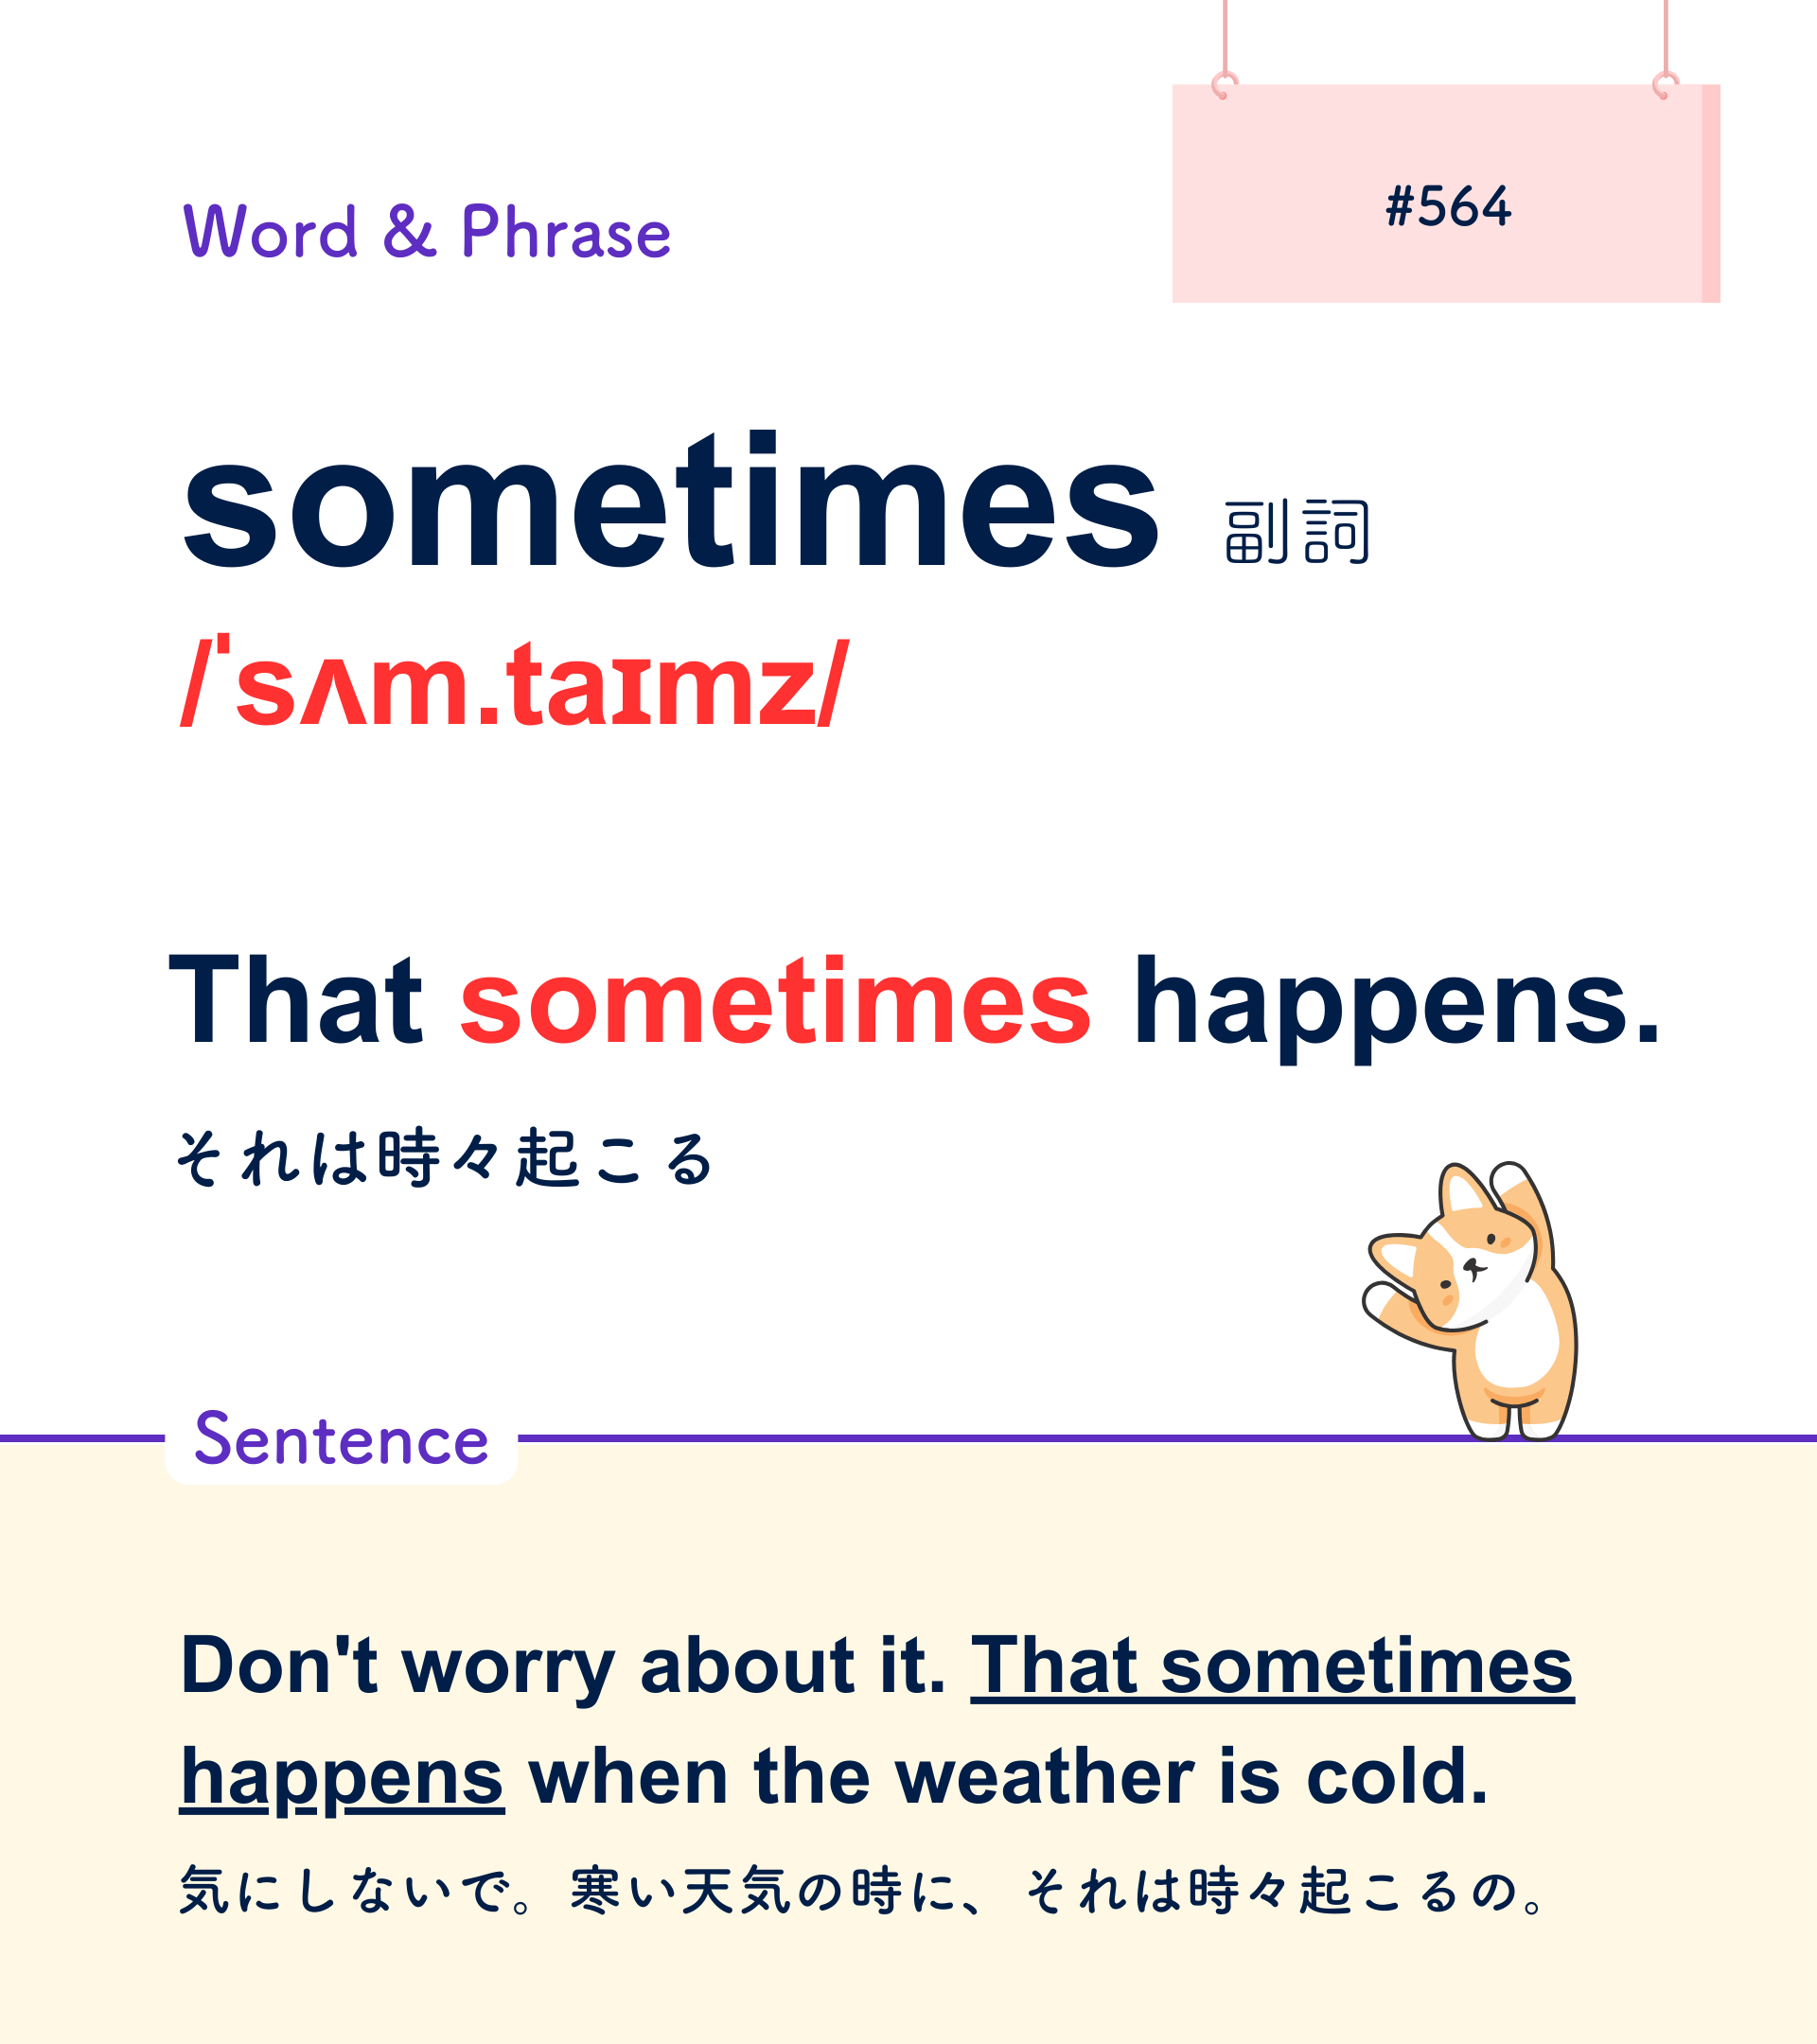 #564
Word & Phrase
sometimes 副詞
/ˈsʌm.taɪmz/
That sometimes happens.
それは時々起こる
Sentence
Don't worry about it. That sometimes
happens when the weather is cold.
気にしないで。寒い天気の時に、それは時々起こるの。